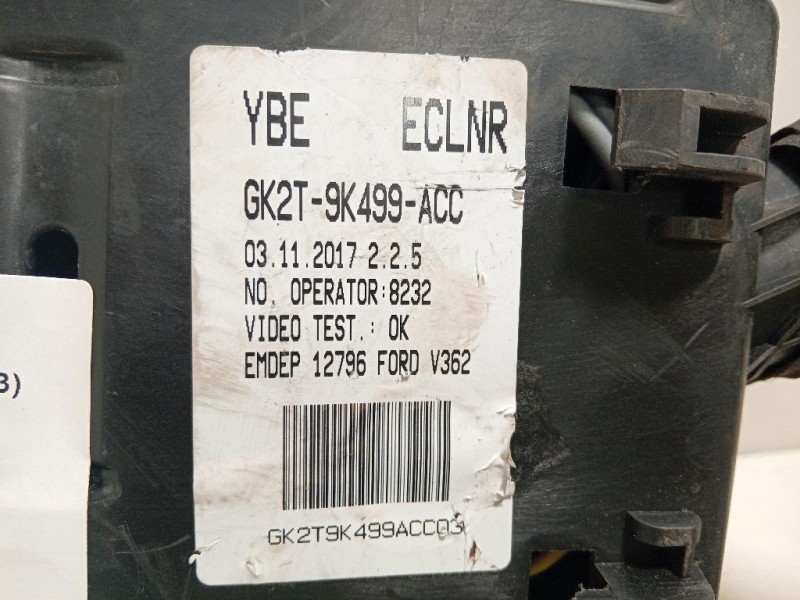 YBE ECLNR
GK2T-9K499-ACC
03.11.2017 2.2.5
NO. OPERATOR:8232
VIDEO TEST.: OK
EMDEP 12796 FORD V362
GK2T9K499ACC03
3)